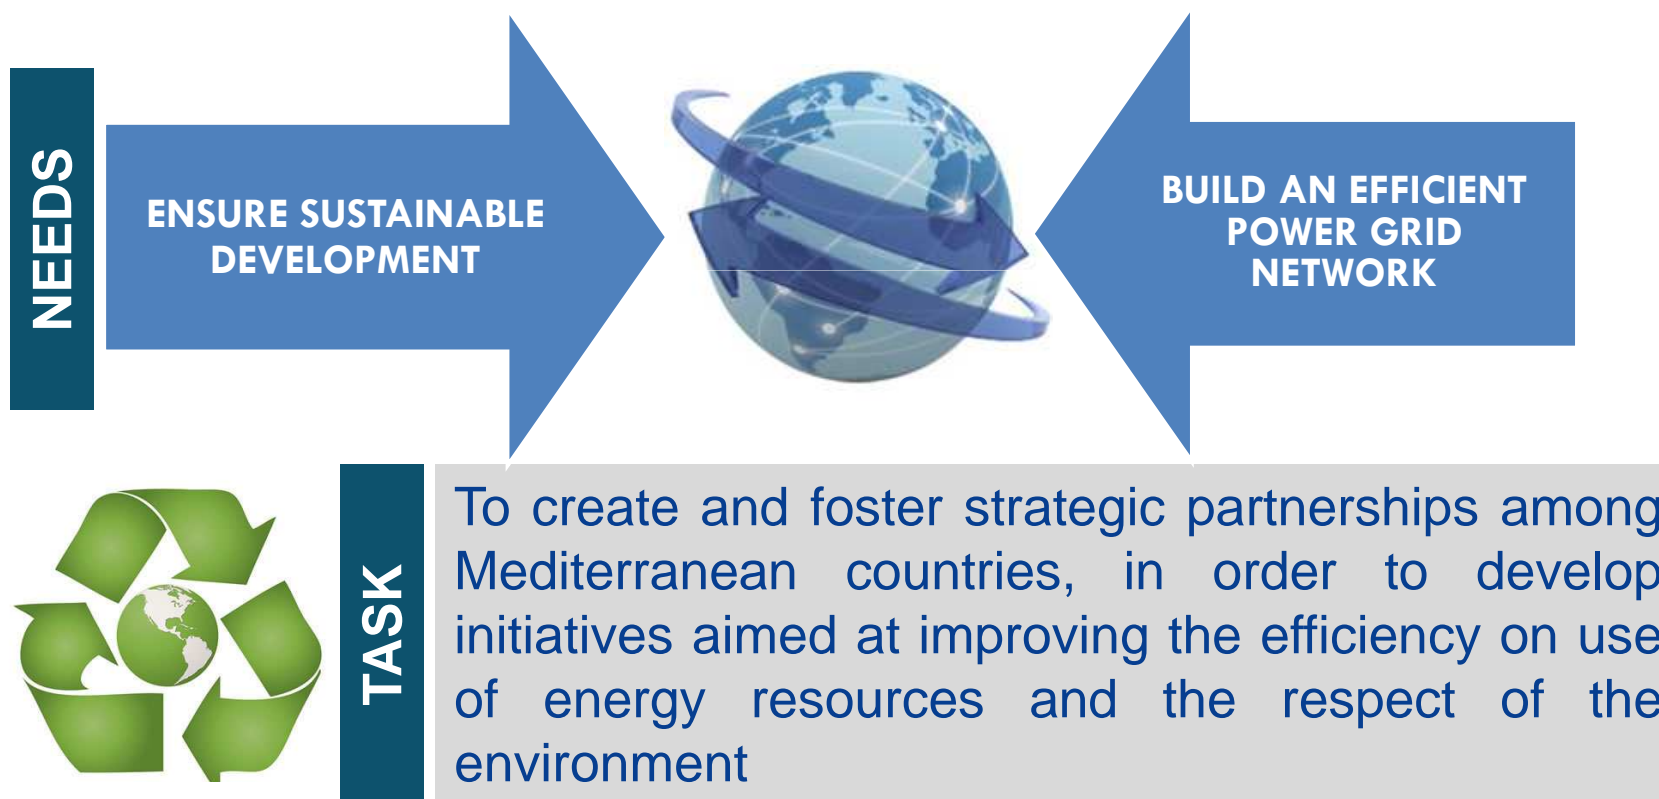 NEEDS
ENSURE SUSTAINABLE
DEVELOPMENT
BUILD AN EFFICIENT
POWER GRID
NETWORK
TASK
To create and foster strategic partnerships among
Mediterranean countries, in order to develop
initiatives aimed at improving the efficiency on use
of energy resources and the respect of the
environment